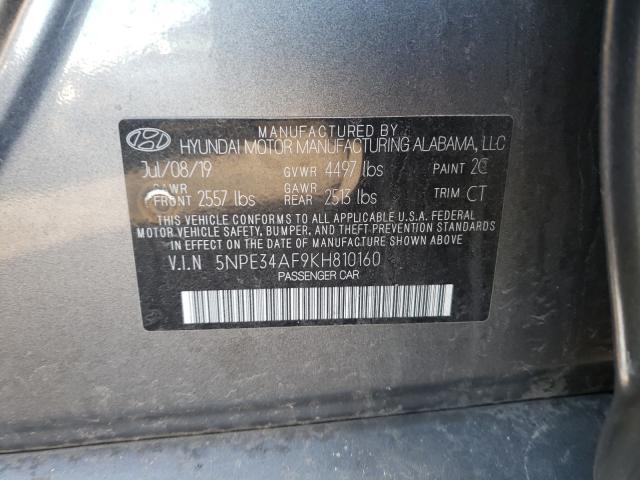 MANUFACTURED BY
HYUNDAI MOTOR MANUFACTURING ALABAMA, LLC
Jul/08/19 GVWR 4497 lbs PAINT 2C
GAWR FRONT 2557 lbs GAWR REAR 2513 lbs TRIM CT
THIS VEHICLE CONFORMS TO ALL APPLICABLE U.S.A. FEDERAL
MOTOR VEHICLE SAFETY, BUMPER, AND THEFT PREVENTION STANDARDS
IN EFFECT ON THE DATE OF MANUFACTURE SHOWN ABOVE.
V.I.N 5NPE34AF9KH810160
PASSENGER CAR